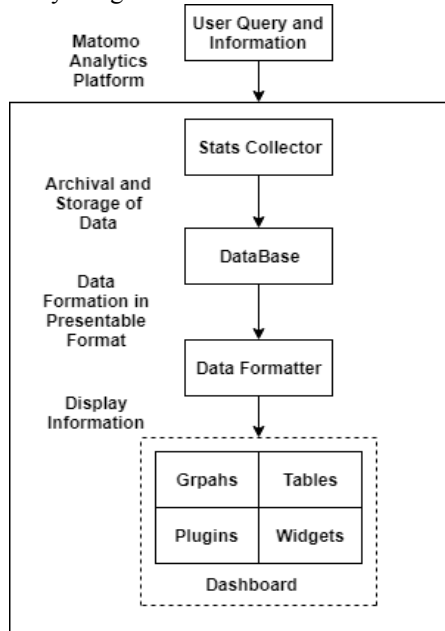 User Query and
Information
Matomo
Analytics
Platform
Stats Collector
Archival and
Storage of
Data
DataBase
Data
Formation in
Presentable
Format
Data Formatter
Display
Information
Grpahs
Tables
Plugins
Widgets
Dashboard